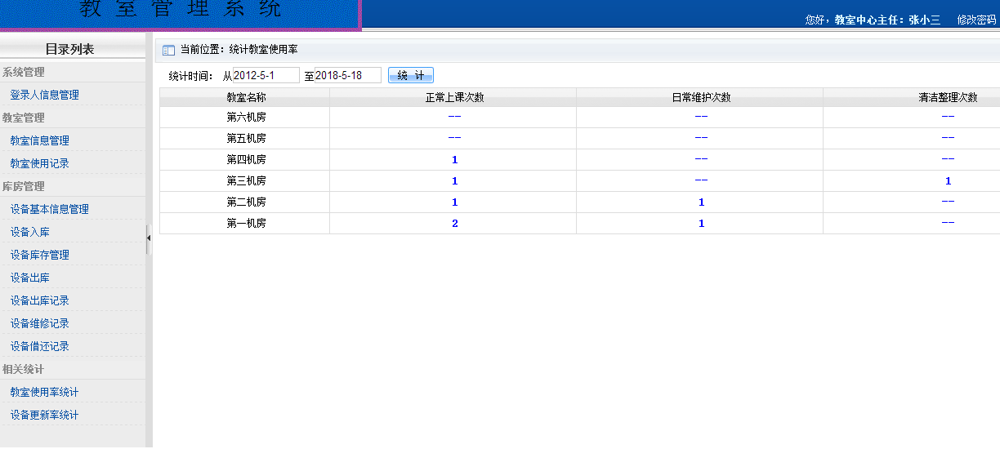 教室管理系统
您好，教室中心主任：张小三 修改密码
目录列表
系统管理
登录人信息管理
教室管理
教室信息管理
教室使用记录
库房管理
设备基本信息管理
设备入库
设备库存管理
设备出库
设备出库记录
设备维修记录
设备借还记录
相关统计
教室使用率统计
设备更新率统计
当前位置：统计教室使用率
统计时间： 从2012-5-1 至2018-5-18 统 计
教室名称 正常上课次数 日常维护次数 清洁整理次数
第六机房 -- -- --
第五机房 -- -- --
第四机房 1 -- --
第三机房 1 -- 1
第二机房 1 1 --
第一机房 2 1 --